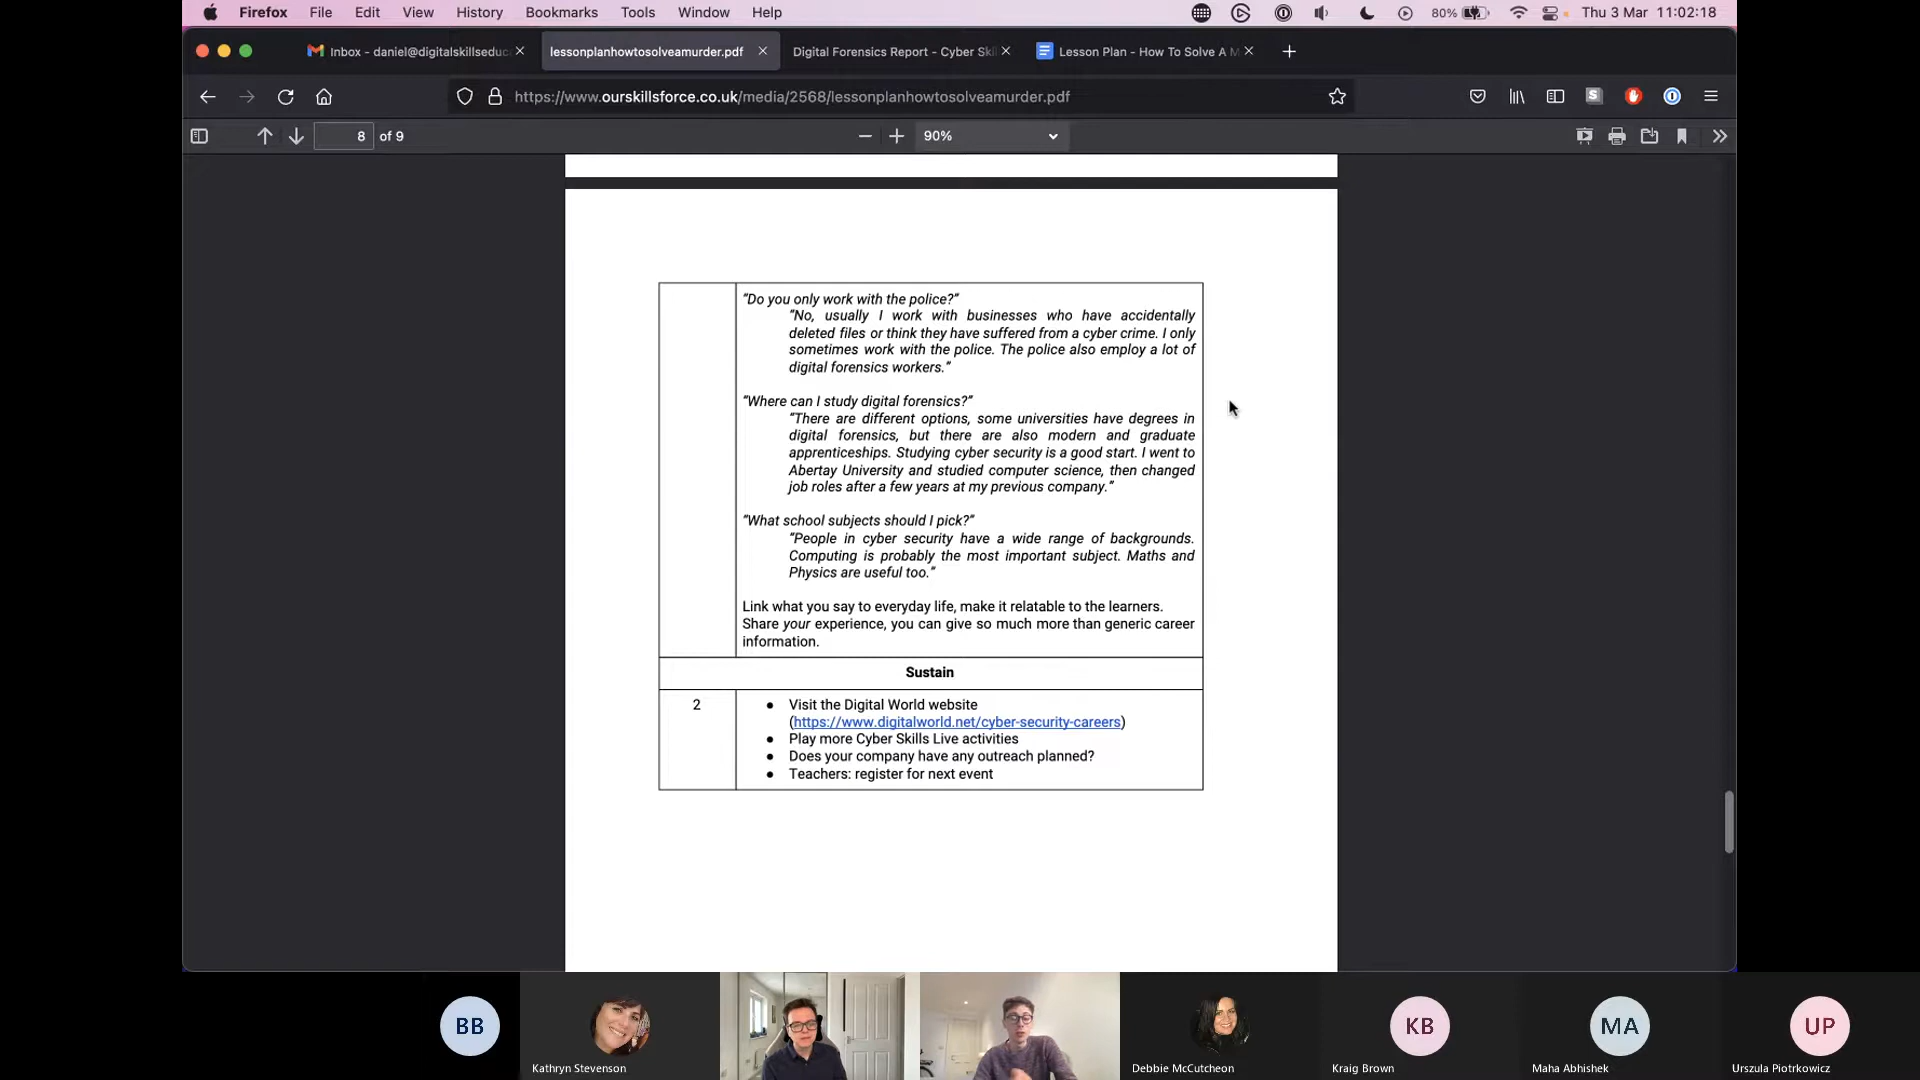 Firefox File Edit View History Bookmarks Tools Window Help 80% Thu 3 Mar 11:02:18
Inbox - daniel@digitalskillseduc lessonplanhowtosolveamurder.pdf Digital Forensics Report - Cyber Skil Lesson Plan - How To Solve A M
https://www.ourskillsforce.co.uk/media/2568/lessonplanhowtosolveamurder.pdf
8 of 9 90%
“Do you only work with the police?”
“No, usually I work with businesses who have accidentally
deleted files or think they have suffered from a cyber crime. I only
sometimes work with the police. The police also employ a lot of
digital forensics workers.”
“Where can I study digital forensics?”
“There are different options, some universities have degrees in
digital forensics, but there are also modern and graduate
apprenticeships. Studying cyber security is a good start. I went to
Abertay University and studied computer science, then changed
job roles after a few years at my previous company.”
“What school subjects should I pick?”
“People in cyber security have a wide range of backgrounds.
Computing is probably the most important subject. Maths and
Physics are useful too.”
Link what you say to everyday life, make it relatable to the learners.
Share your experience, you can give so much more than generic career
information.
Sustain
2
● Visit the Digital World website
(https://www.digitalworld.net/cyber-security-careers)
● Play more Cyber Skills Live activities
● Does your company have any outreach planned?
● Teachers: register for next event
BB KB MA UP
Kathryn Stevenson Debbie McCutcheon Kraig Brown Maha Abhishek Urszula Piotrkowicz